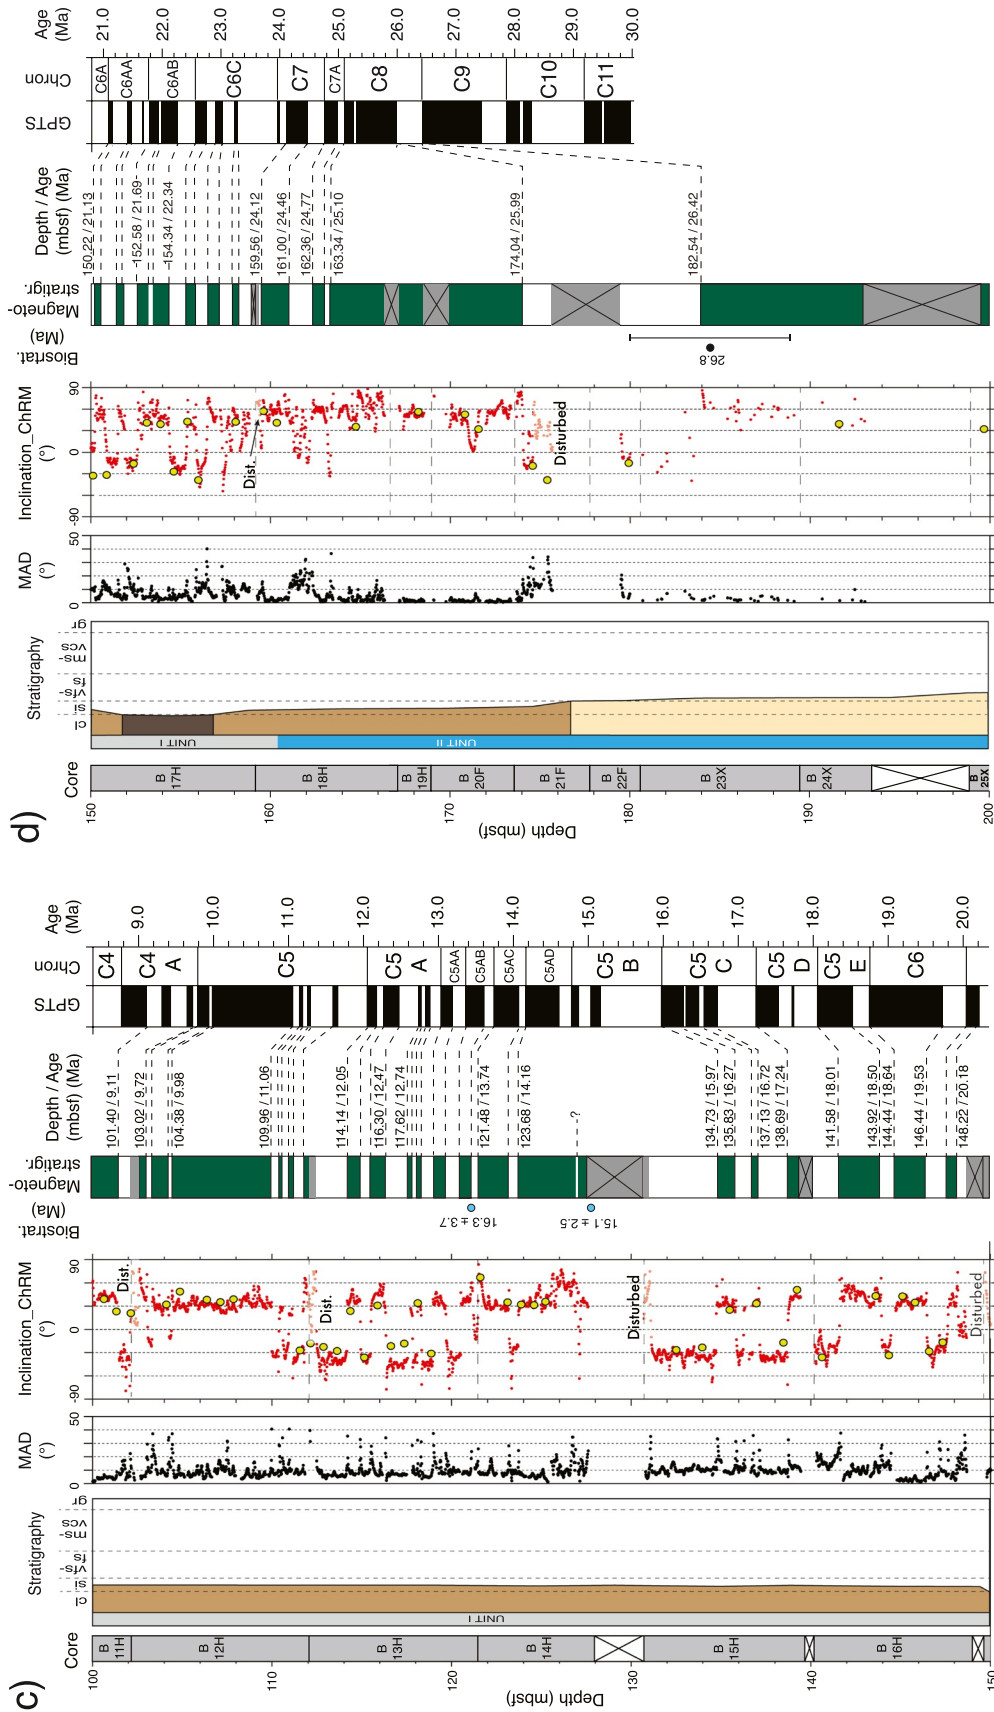 d)
Core
Stratigraphy
MAD
(°)
Inclination_ChRM
(°)
Biosrtat.
(Ma)
Magneto-
stratigr.
Depth / Age
(mbsf) (Ma)
GPTS
Chron
Age
(Ma)
cl
si
vfs-
fs
ms-
vcs
gr
0
50
-90
0
90
Depth (mbsf)
150
160
170
180
190
200
B
17H
B
18H
B
19H
B
20F
B
21F
B
22F
B
23X
B
24X
B
25X
UNIT I
UNIT II
Dist.
Disturbed
26.8
150.22 / 21.13
152.58 / 21.69
154.34 / 22.34
159.56 / 24.12
161.00 / 24.46
162.36 / 24.77
163.34 / 25.10
174.04 / 25.99
182.54 / 26.42
C6A
C6AA
C6AB
C6C
C7
C7A
C8
C9
C10
C11
21.0
22.0
23.0
24.0
25.0
26.0
27.0
28.0
29.0
30.0
c)
Core
Stratigraphy
MAD
(°)
Inclination_ChRM
(°)
Biostrat.
(Ma)
Magneto-
stratigr.
Depth / Age
(mbsf) (Ma)
GPTS
Chron
Age
(Ma)
cl
si
vfs-
fs
ms-
vcs
gr
0
50
-90
0
90
Depth (mbsf)
100
110
120
130
140
150
B
11H
B
12H
B
13H
B
14H
B
15H
B
16H
UNIT I
Dist.
Dist.
Disturbed
Disturbed
16.3 ± 3.7
15.1 ± 2.5
101.40 / 9.11
103.02 / 9.72
104.38 / 9.98
109.96 / 11.06
114.14 / 12.05
116.30 / 12.47
117.62 / 12.74
121.48 / 13.74
123.68 / 14.16
?
134.73 / 15.97
135.83 / 16.27
137.13 / 16.72
138.69 / 17.24
141.58 / 18.01
143.92 / 18.50
144.44 / 18.64
146.44 / 19.53
148.22 / 20.18
C4
C4
A
C5
C5
A
C5AA
C5AB
C5AC
C5AD
C5
B
C5
C
C5
D
C5
E
C6
9.0
10.0
11.0
12.0
13.0
14.0
15.0
16.0
17.0
18.0
19.0
20.0